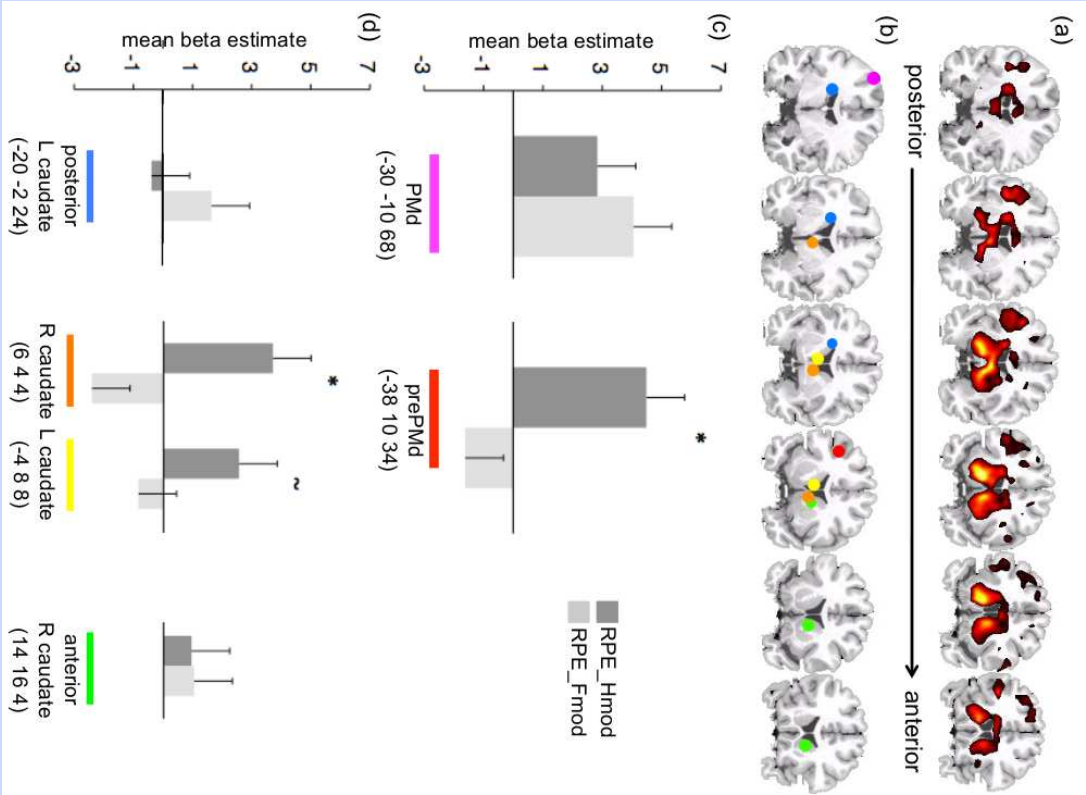 (a)
posterior
anterior
(b)
(c)
mean beta estimate
7
5
3
1
-1
-3
*
PMd
(-30 -10 68)
prePMd
(-38 10 34)
RPE_Hmod
RPE_Fmod
(d)
mean beta estimate
7
5
3
1
-1
-3
*
~
posterior
L caudate
(-20 -2 24)
R caudate
(6 4 4)
L caudate
(-4 8 8)
anterior
R caudate
(14 16 4)